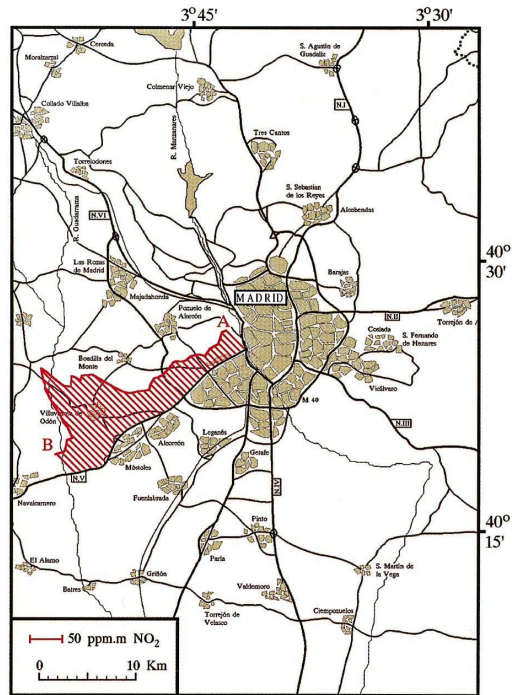 3º45'
3º30'
Cerceda
Moralzarzal
S. Agustín de
Guadalix
Colmenar Viejo
N.I
Collado Villalba
R. Manzanares
Tres Cantos
Torrelodones
S. Sebastian
de los Reyes
Alcobendas
R. Guadarrama
N.VI
40º
30'
Las Rozas
de Madrid
Barajas
MADRID
Majadahonda
Pozuelo de
Alarcón
A
N.II
Torrejón de A
Coslada
S. Fernando
de Henares
Boadilla del
Monte
Vicálvaro
M 40
Villaviciosa de
Odón
N.III
B
Alcorcón
Leganés
Móstoles
Getafe
N.V
Navalcarnero
Fuenlabrada
N.IV
40º
15'
Pinto
Parla
El Alamo
Griñón
S. Martín de
la Vega
Batres
Valdemoro
Torrejón de
Velasco
Ciempozuelos
50 ppm.m NO₂
0 10
Km